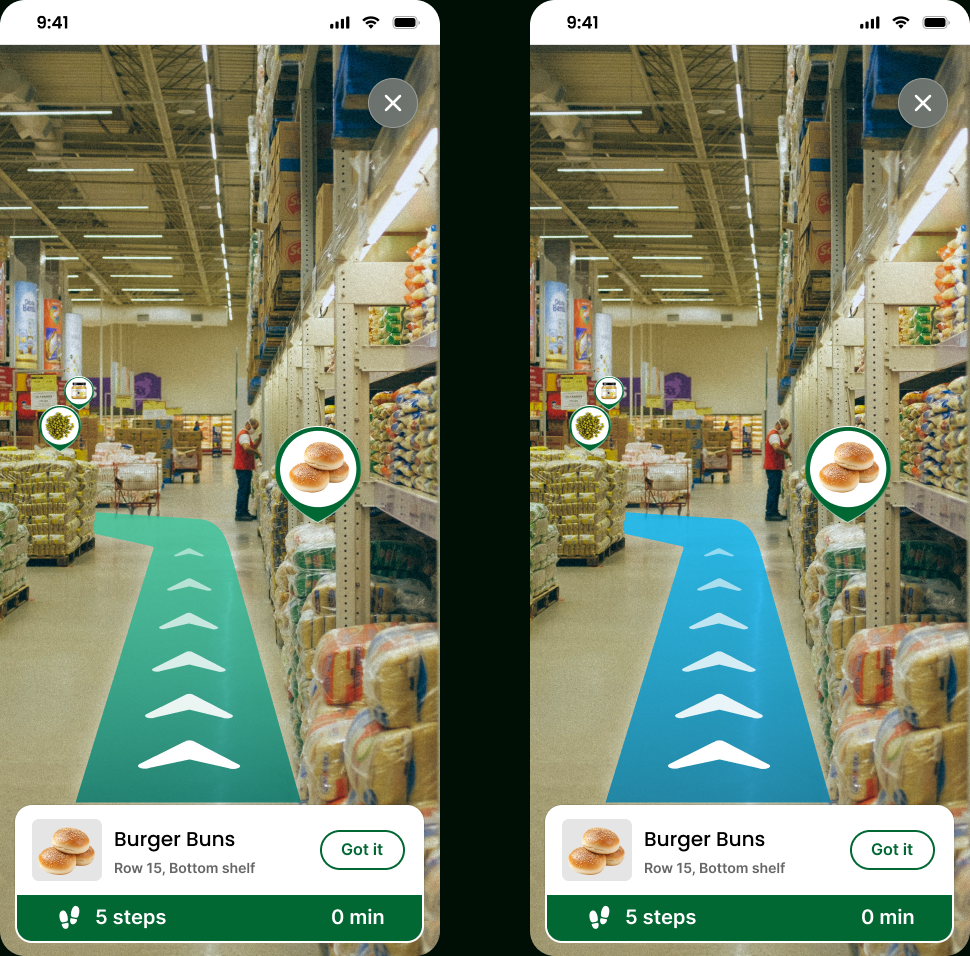 9:41
Burger Buns
Row 15, Bottom shelf
Got it
5 steps
0 min
9:41
Burger Buns
Row 15, Bottom shelf
Got it
5 steps
0 min